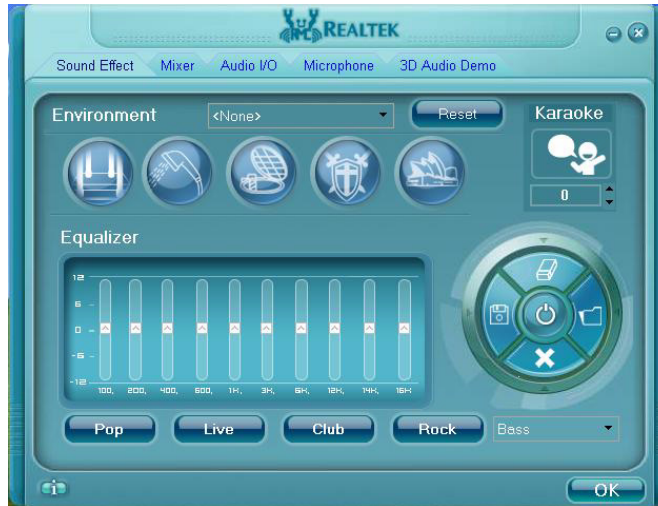 REALTEK
Sound Effect Mixer Audio I/O Microphone 3D Audio Demo
Environment <None> Reset Karaoke
0
Equalizer
12
6
0
-6
-12
100, 200, 400, 600, 1K, 3K, 6K, 12K, 14K, 16K
Pop Live Club Rock Bass
i OK